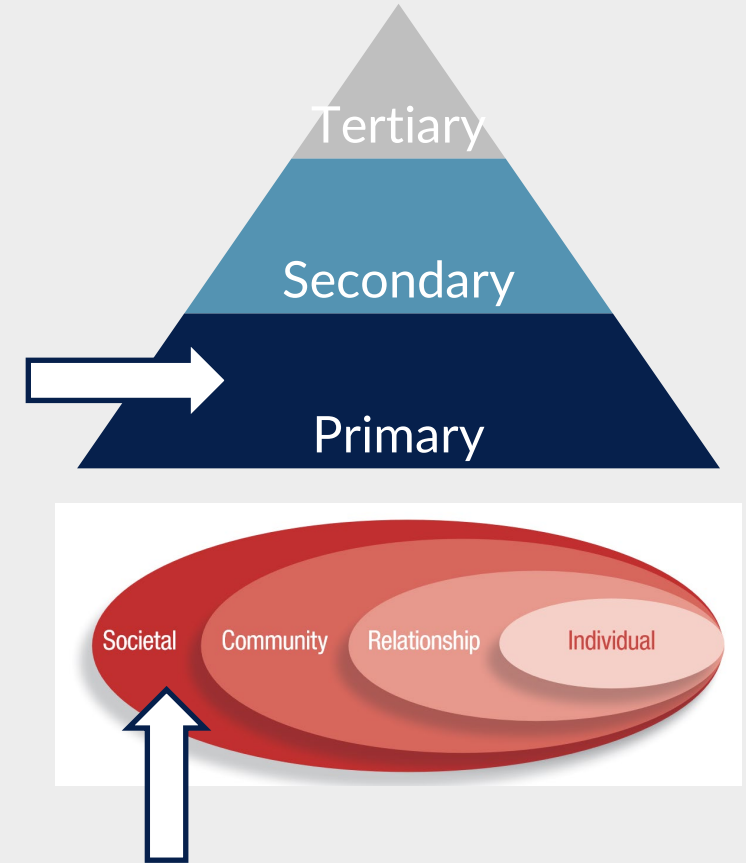 Tertiary
Secondary
Primary
Societal Community Relationship Individual